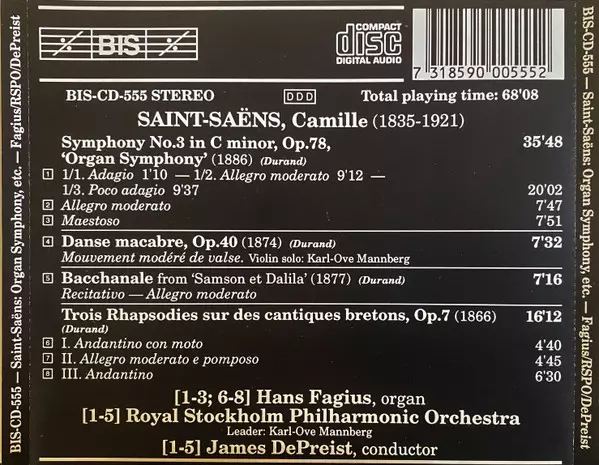 BIS-CD-555 — Saint-Saëns: Organ Symphony, etc. — Fagius/RSPO/DePreist
BIS
COMPACT
disc
DIGITAL AUDIO
7 318590 005552
BIS-CD-555 STEREO
DDD
Total playing time: 68'08
SAINT-SAËNS, Camille (1835-1921)
Symphony No.3 in C minor, Op.78, 35'48
‘Organ Symphony’ (1886) (Durand)
1 1/1. Adagio 1'10 — 1/2. Allegro moderato 9'12 —
1/3. Poco adagio 9'37 20'02
2 Allegro moderato 7'47
3 Maestoso 7'51
4 Danse macabre, Op.40 (1874) (Durand) 7'32
Mouvement modéré de valse. Violin solo: Karl-Ove Mannberg
5 Bacchanale from ‘Samson et Dalila’ (1877) (Durand) 7'16
Recitativo — Allegro moderato
Trois Rhapsodies sur des cantiques bretons, Op.7 (1866) 16'12
(Durand)
6 I. Andantino con moto 4'40
7 II. Allegro moderato e pomposo 4'45
8 III. Andantino 6'30
[1-3; 6-8] Hans Fagius, organ
[1-5] Royal Stockholm Philharmonic Orchestra
Leader: Karl-Ove Mannberg
[1-5] James DePreist, conductor
BIS-CD-555 — Saint-Saëns: Organ Symphony, etc. — Fagius/RSPO/DePreist